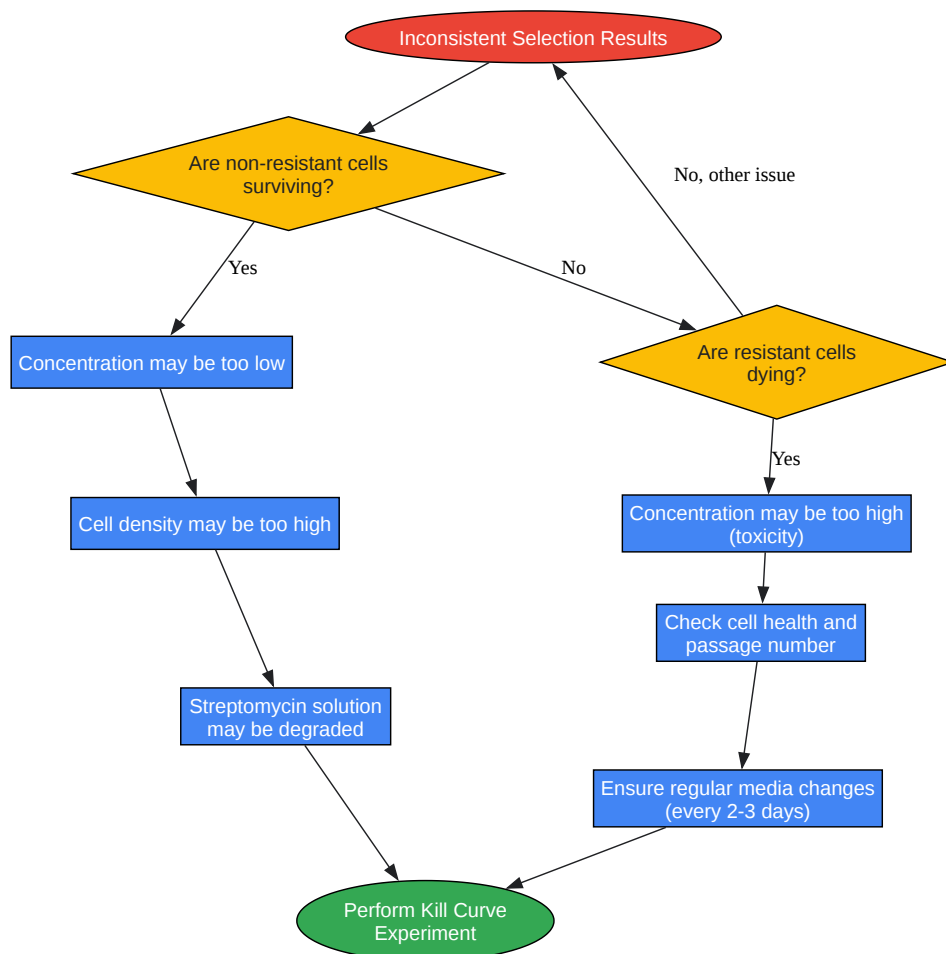 Inconsistent Selection Results
Are non-resistant cells
surviving?
No, other issue
Yes
No
Concentration may be too low
Are resistant cells
dying?
Yes
Cell density may be too high
Concentration may be too high
(toxicity)
Check cell health and
passage number
Streptomycin solution
may be degraded
Ensure regular media changes
(every 2-3 days)
Perform Kill Curve
Experiment